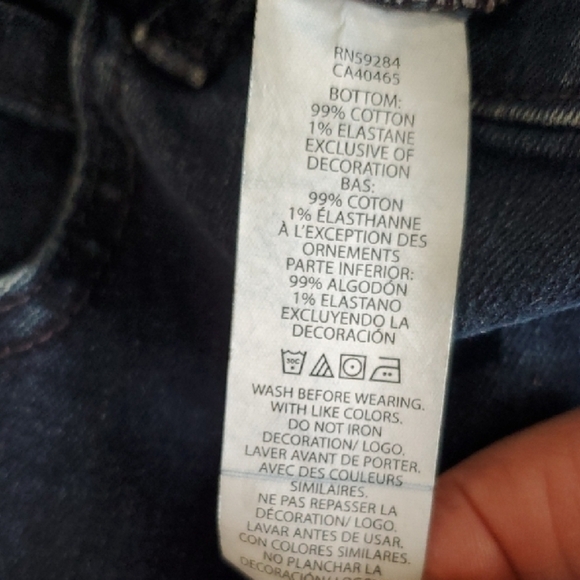 RN59284
CA40465
BOTTOM:
99% COTTON
1% ELASTANE
EXCLUSIVE OF
DECORATION
BAS:
99% COTON
1% ÉLASTHANNE
À L'EXCEPTION DES
ORNEMENTS
PARTE INFERIOR:
99% ALGODÓN
1% ELASTANO
EXCLUYENDO LA
DECORACIÓN
30C
WASH BEFORE WEARING.
WITH LIKE COLORS.
DO NOT IRON
DECORATION/ LOGO.
LAVER AVANT DE PORTER.
AVEC DES COULEURS
SIMILAIRES.
NE PAS REPASSER LA
DÉCORATION/ LOGO.
LAVAR ANTES DE USAR.
CON COLORES SIMILARES.
NO PLANCHAR LA
DECORACIÓN/ LOGO.